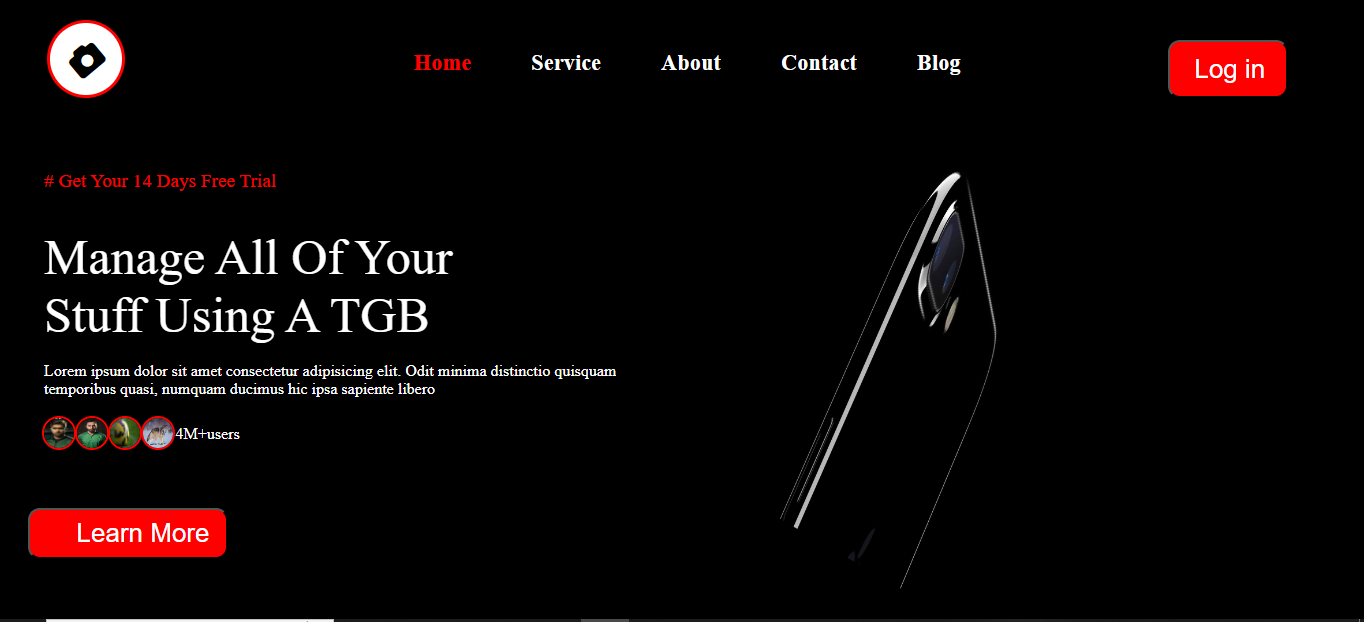 Home Service About Contact Blog Log in
# Get Your 14 Days Free Trial
Manage All Of Your
Stuff Using A TGB
Lorem ipsum dolor sit amet consectetur adipisicing elit. Odit minima distinctio quisquam
temporibus quasi, numquam ducimus hic ipsa sapiente libero
4M+users
Learn More